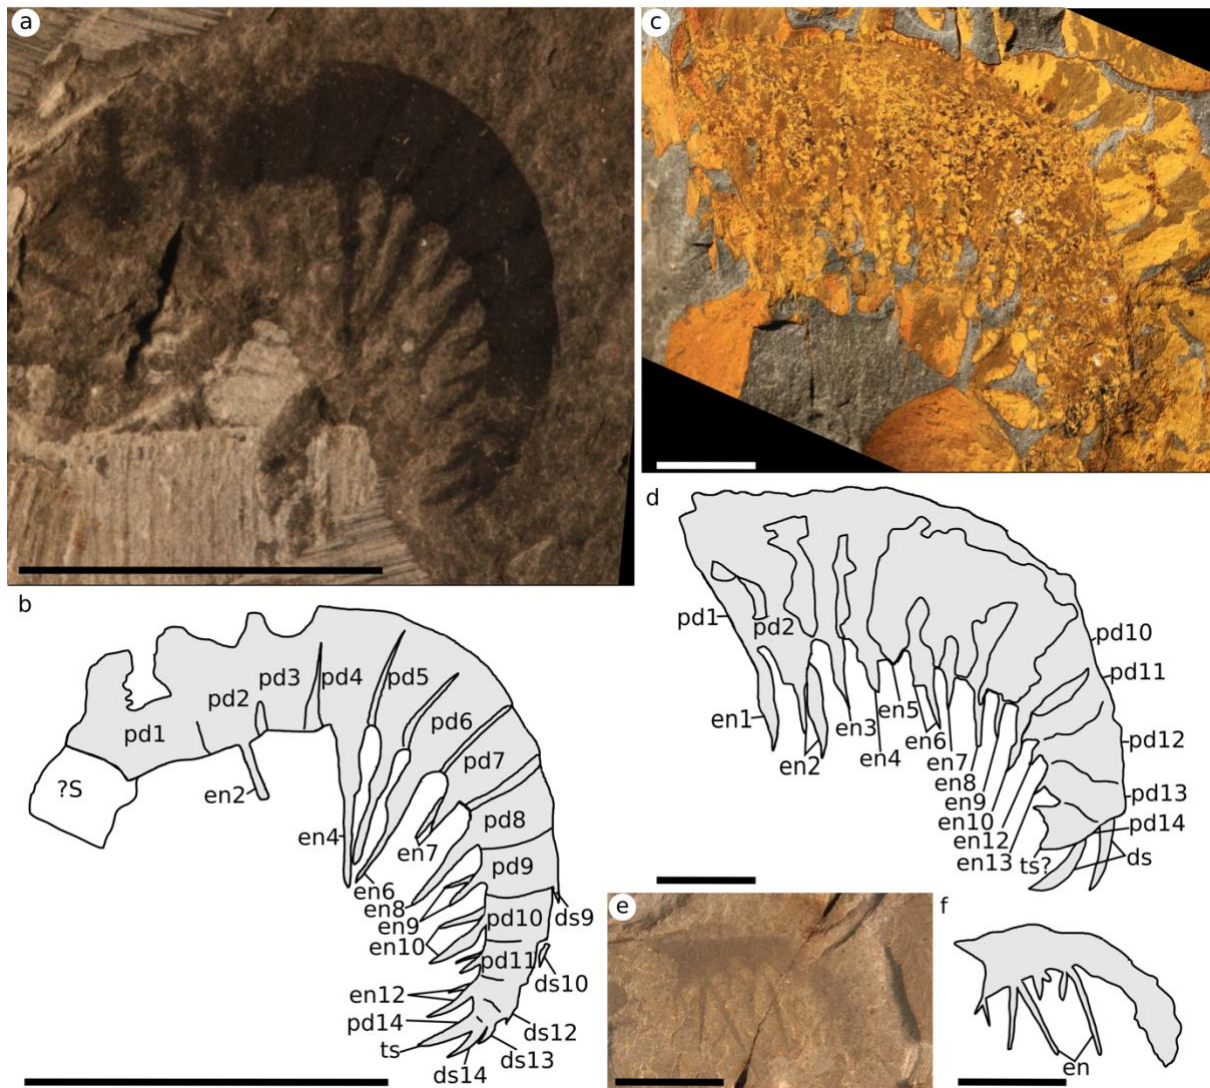 a
c
b
pd1
pd2
pd3
pd4
pd5
pd6
pd7
pd8
pd9
pd10
pd11
?S
en2
en4
en6
en7
en8
en9
en10
en12
pd14
ts
ds14
ds13
ds12
ds10
ds9
d
pd1
pd2
pd10
pd11
pd12
pd13
pd14
ds
en1
en2
en3
en4
en5
en6
en7
en8
en9
en10
en12
en13
ts?
e
f
en